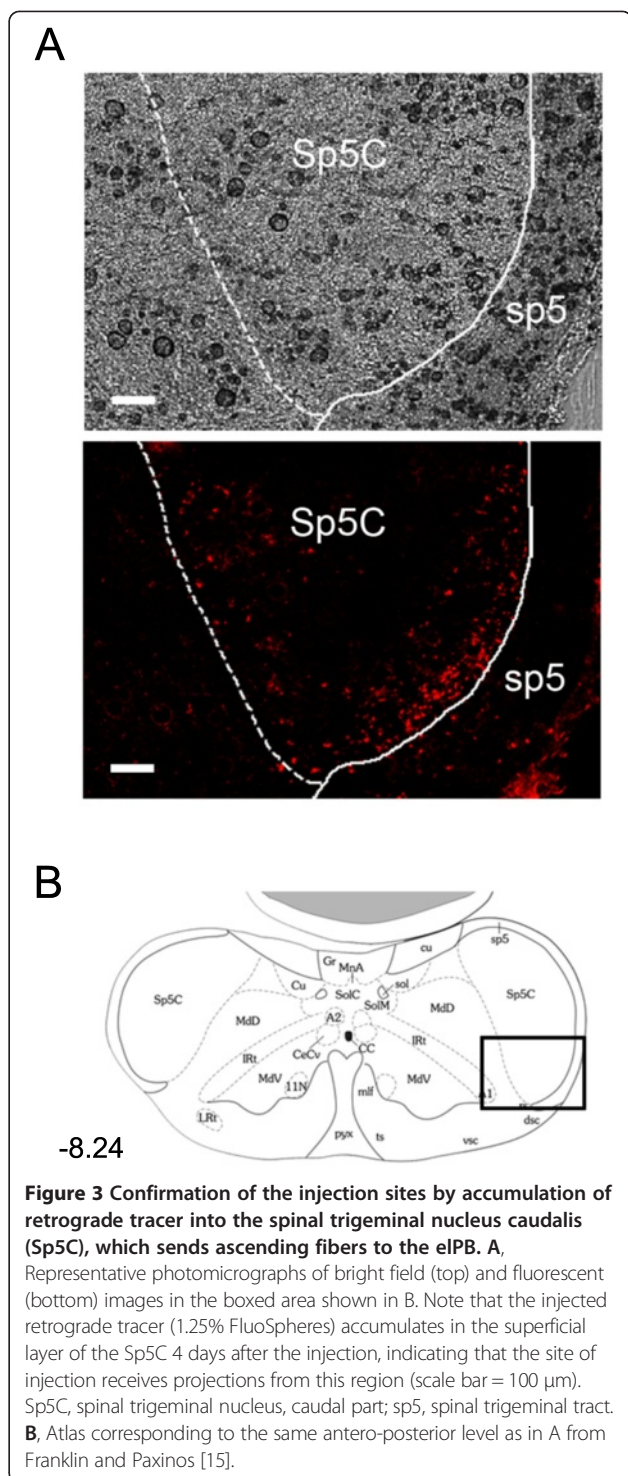 A
Sp5C
sp5
Sp5C
sp5
B
sp5
Gr
MnA
cu
Cu
SolC
sol
Sp5C
SolM
Sp5C
MdD
A2
MdD
IRt
CeCv
CC
IRt
MdV
11N
mlf
MdV
A1
LRt
pyx
ts
vsc
dsc
-8.24
Figure 3 Confirmation of the injection sites by accumulation of
retrograde tracer into the spinal trigeminal nucleus caudalis
(Sp5C), which sends ascending fibers to the elPB. A,
Representative photomicrographs of bright field (top) and fluorescent
(bottom) images in the boxed area shown in B. Note that the injected
retrograde tracer (1.25% FluoSpheres) accumulates in the superficial
layer of the Sp5C 4 days after the injection, indicating that the site of
injection receives projections from this region (scale bar = 100 μm).
Sp5C, spinal trigeminal nucleus, caudal part; sp5, spinal trigeminal tract.
B, Atlas corresponding to the same antero-posterior level as in A from
Franklin and Paxinos [15].